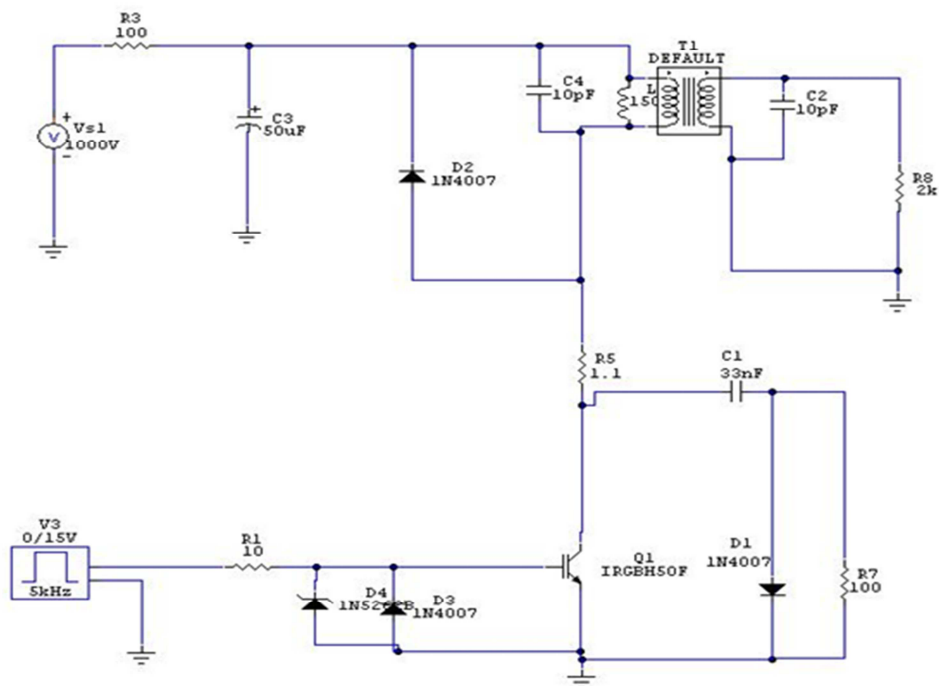 R3
100
T1
DEFAULT
C4
10pF
L
150
C2
10pF
+
Vs1
1000V
-
+
C3
50uF
D2
1N4007
R8
2k
R5
1.1
C1
33nF
V3
0/15V
5kHz
R1
10
Q1
IRGBH50F
D1
1N4007
D4
D3
1N4007
R7
100